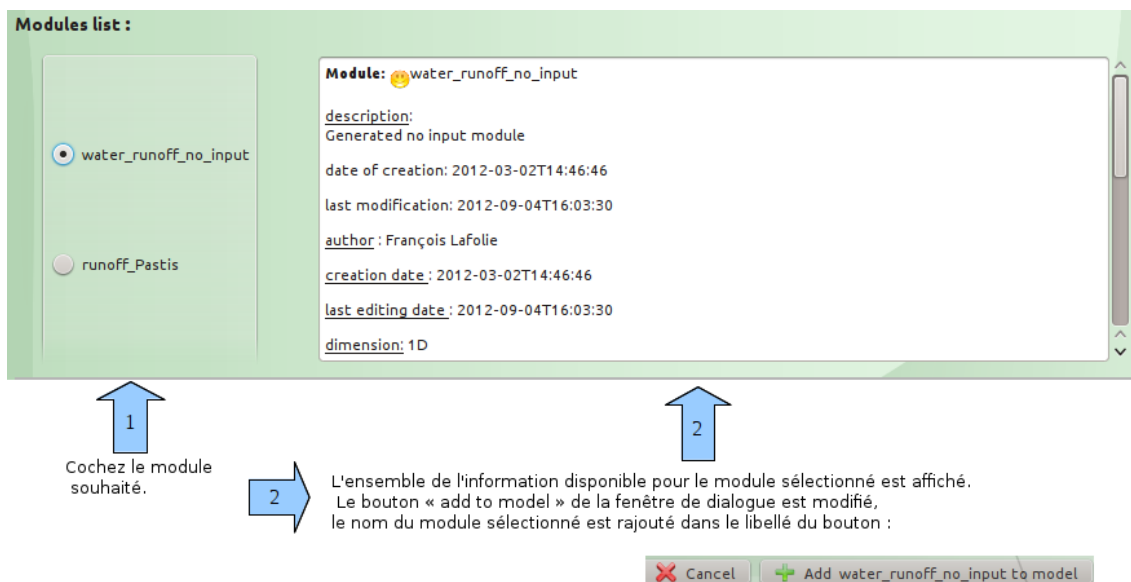 Modules list :
water_runoff_no_input
runoff_Pastis
Module: water_runoff_no_input
description:
Generated no input module
date of creation: 2012-03-02T14:46:46
last modification: 2012-09-04T16:03:30
author : François Lafolie
creation date : 2012-03-02T14:46:46
last editing date : 2012-09-04T16:03:30
dimension: 1D
1
Cochez le module
souhaité.
2
2
L'ensemble de l'information disponible pour le module sélectionné est affiché.
Le bouton « add to model » de la fenêtre de dialogue est modifié,
le nom du module sélectionné est rajouté dans le libellé du bouton :
Cancel
Add water_runoff_no_input to model